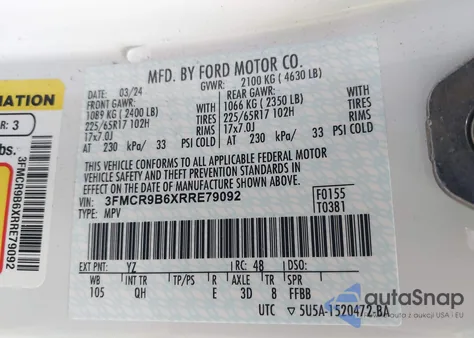 MFD. BY FORD MOTOR CO.
DATE: 03/24 GVWR: 2100 KG ( 4630 LB)
FRONT GAWR: REAR GAWR:
1089 KG ( 2400 LB) 1066 KG ( 2350 LB)
225/65R17 102H TIRES 225/65R17 102H
17x7.0J RIMS 17x7.0J
AT 230 kPa/ 33 PSI COLD AT 230 kPa/ 33 PSI COLD
THIS VEHICLE CONFORMS TO ALL APPLICABLE FEDERAL MOTOR
VEHICLE SAFETY AND THEFT PREVENTION STANDARDS IN
EFFECT ON THE DATE OF MANUFACTURE SHOWN ABOVE.
VIN: 3FMCR9B6XRRE79092 F0155
TYPE: MPV T0381
EXT PNT: YZ RC: 48 DSO:
WB INT TR TP/PS R AXLE TR SPR
105 QH E 3D 8 FFBB
UTC 5U5A-1520472-BA
MATION
R: 3
bs.
3FMCR9B6XRRE79092
autoSnap